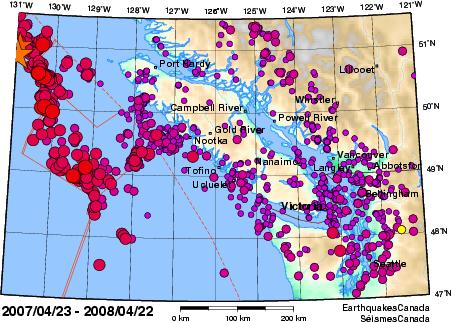 131°W 130°W 129°W 128°W 127°W 126°W 125°W 124°W 123°W 122°W 121°W
51°N
Port Hardy
Lillooet
Whistler
50°N
Campbell River
Powell River
Gold River
Nootka
Vancouver
Nanaimo
Abbotsford
Langley
49°N
Tofino
Ucluelet
Bellingham
Victoria
48°N
Seattle
47°N
2007/04/23 - 2008/04/22
EarthquakesCanada
0 km 100 km 200 km
SéismesCanada